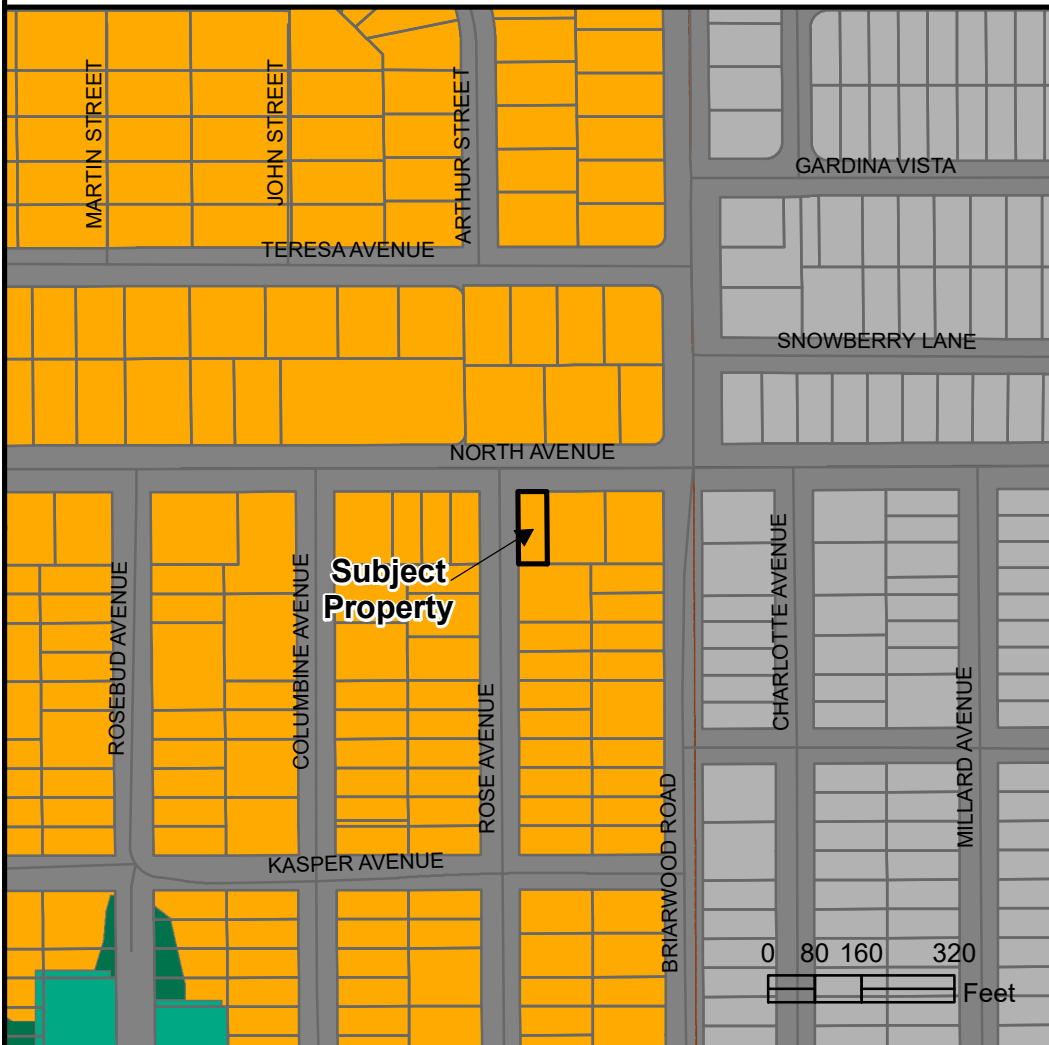 MARTIN STREET
JOHN STREET
ARTHUR STREET
GARDINA VISTA
TERESA AVENUE
SNOWBERRY LANE
NORTH AVENUE
Subject
Property
ROSEBUD AVENUE
COLUMBINE AVENUE
ROSE AVENUE
CHARLOTTE AVENUE
MILLARD AVENUE
BRIARWOOD ROAD
KASPER AVENUE
0 80 160 320
Feet